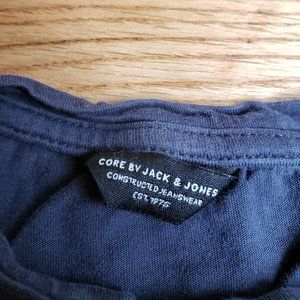 CORE BY JACK & JONES
CONSTRUCTED JEANSWEAR
EST. 1975